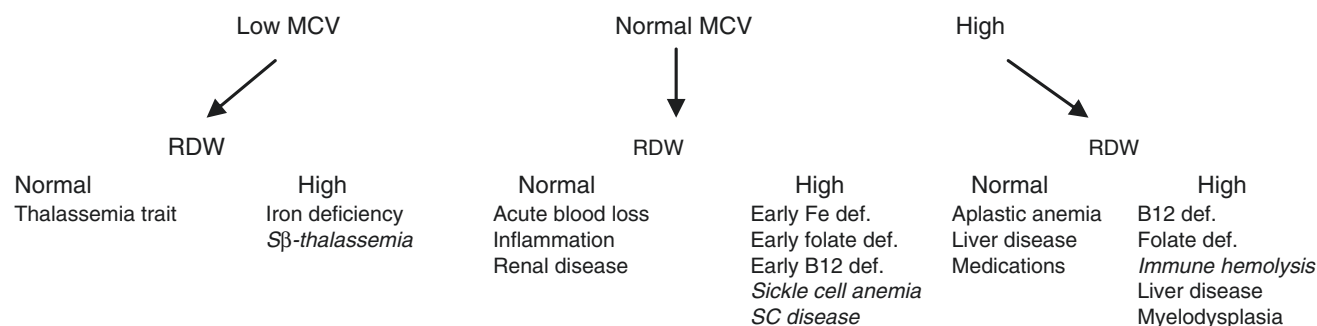 Low MCV Normal MCV High
RDW RDW RDW
Normal High Normal High Normal High
Thalassemia trait Iron deficiency Acute blood loss Early Fe def. Aplastic anemia B12 def.
Sβ-thalassemia Inflammation Early folate def. Liver disease Folate def.
Renal disease Early B12 def. Medications Immune hemolysis
Sickle cell anemia Liver disease
SC disease Myelodysplasia